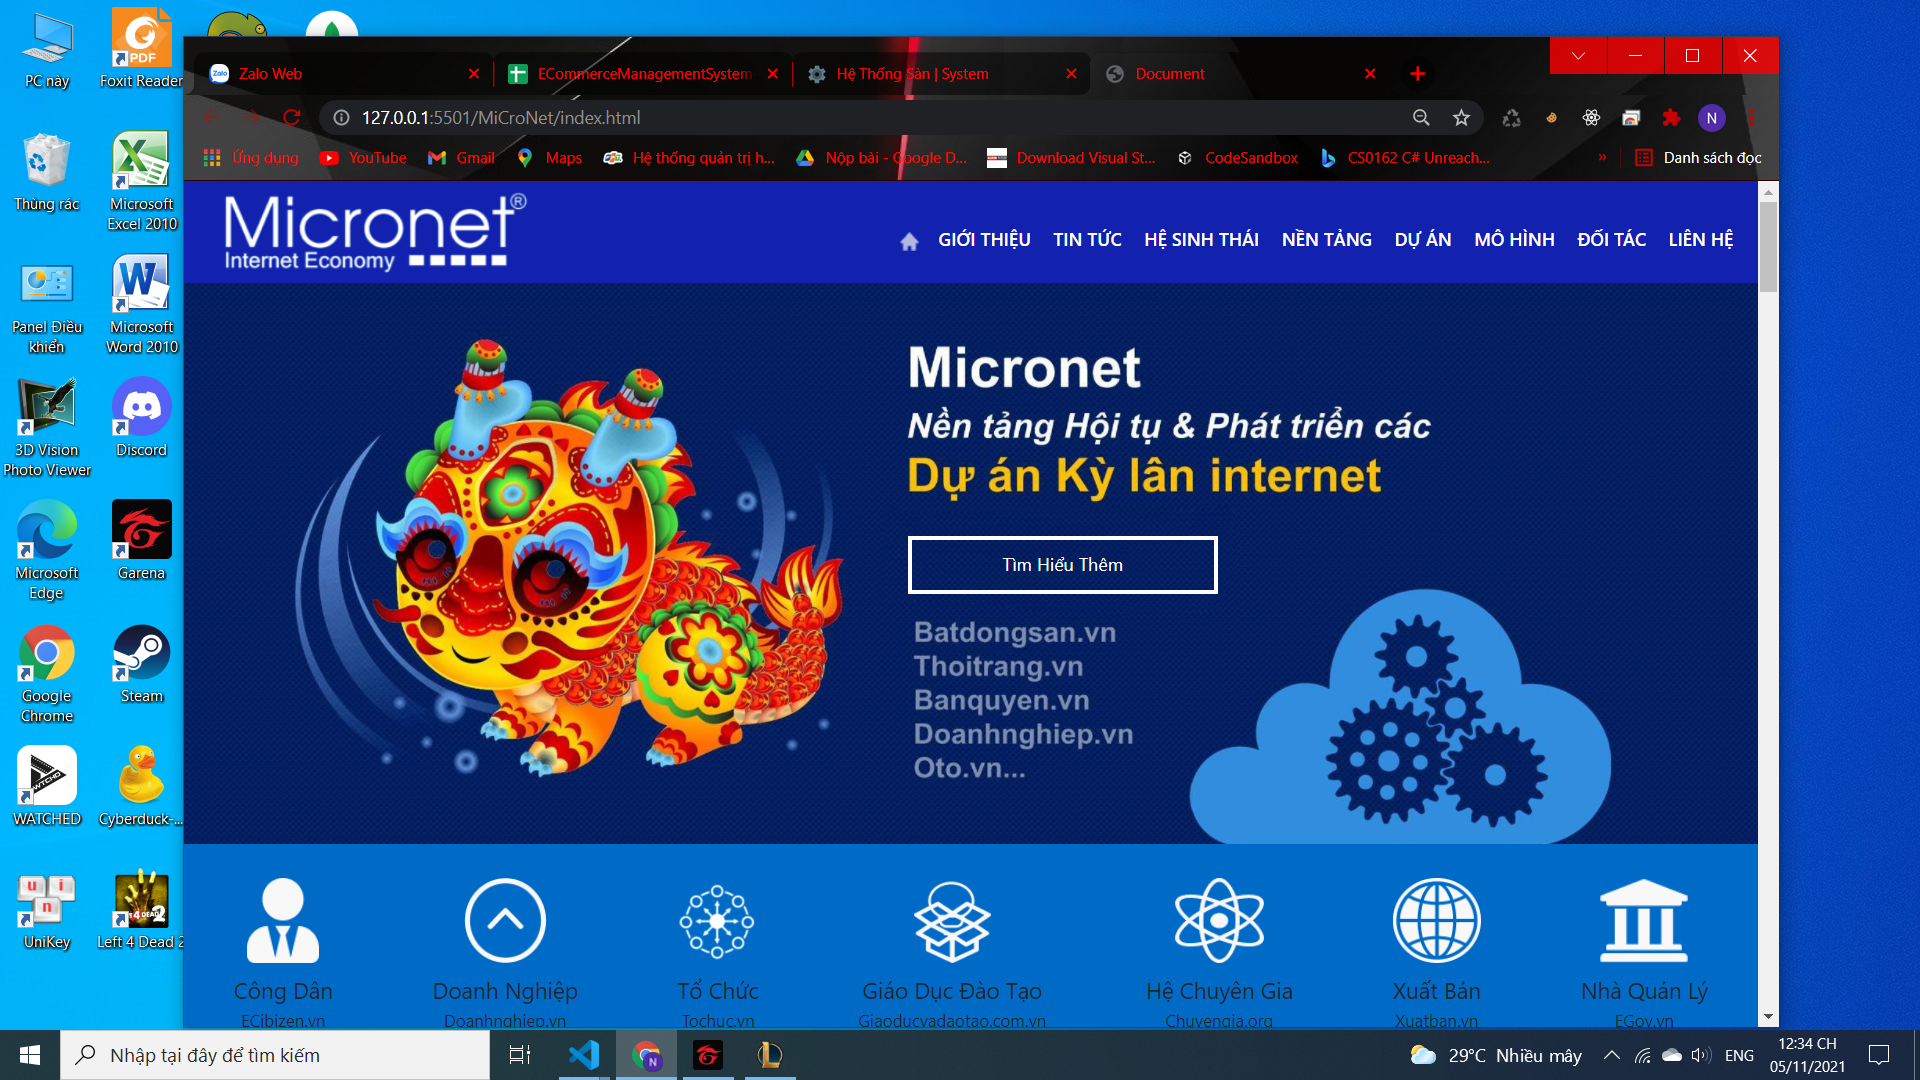 PC này
Foxit Reader
Thùng rác
Microsoft Excel 2010
Panel Điều khiển
Microsoft Word 2010
3D Vision Photo Viewer
Discord
Microsoft Edge
Garena
Google Chrome
Steam
WATCHED
Cyberduck-...
UniKey
Left 4 Dead 2
Zalo Web
ECommerceManagementSystem
Hệ Thống Sàn | System
Document
127.0.0.1:5501/MiCroNet/index.html
N
Ứng dụng
YouTube
Gmail
Maps
Hệ thống quản trị h...
Nộp bài - Google D...
Download Visual St...
CodeSandbox
CS0162 C# Unreach...
»
Danh sách đọc
Micronet®
Internet Economy
GIỚI THIỆU
TIN TỨC
HỆ SINH THÁI
NỀN TẢNG
DỰ ÁN
MÔ HÌNH
ĐỐI TÁC
LIÊN HỆ
Micronet
Nền tảng Hội tụ & Phát triển các
Dự án Kỳ lân internet
Tìm Hiểu Thêm
Batdongsan.vn
Thoitrang.vn
Banquyen.vn
Doanhnghiep.vn
Oto.vn...
Công Dân
Doanh Nghiệp
Tổ Chức
Giáo Dục Đào Tạo
Hệ Chuyên Gia
Xuất Bản
Nhà Quản Lý
ECibizen.vn
Doanhnghiep.vn
Tochuc.vn
Giaoducvadaotao.com.vn
Chuyengia.org
Xuatban.vn
EGov.vn
Nhập tại đây để tìm kiếm
29°C Nhiều mây
ENG
12:34 CH
05/11/2021